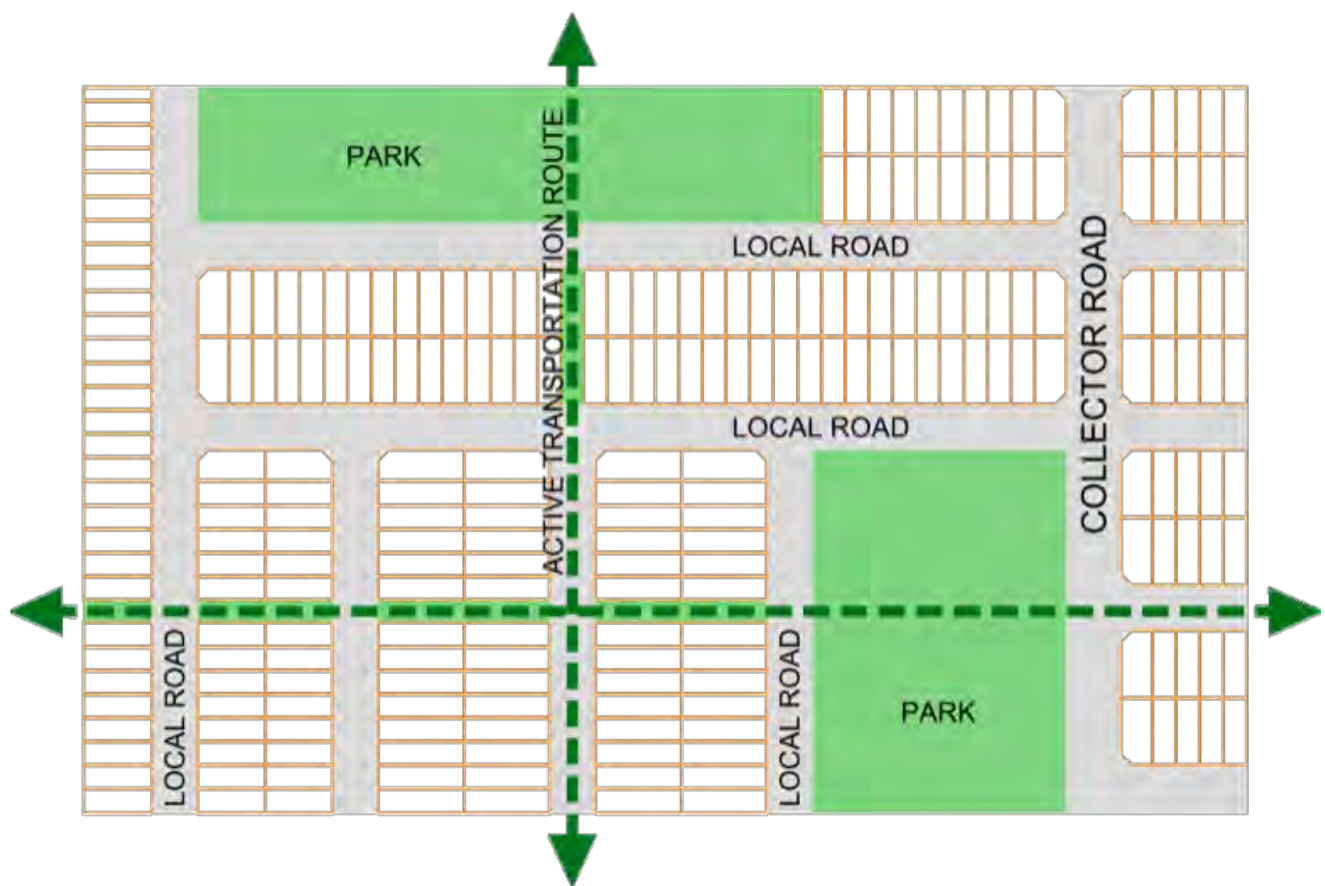 PARK
ACTIVE TRANSPORTATION ROUTE
LOCAL ROAD
COLLECTOR ROAD
LOCAL ROAD
LOCAL ROAD
LOCAL ROAD
PARK